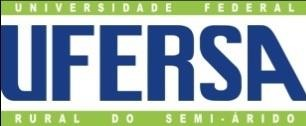 UNIVERSIDADE FEDERAL
UFERSA
RURAL DO SEMI-ÁRIDO